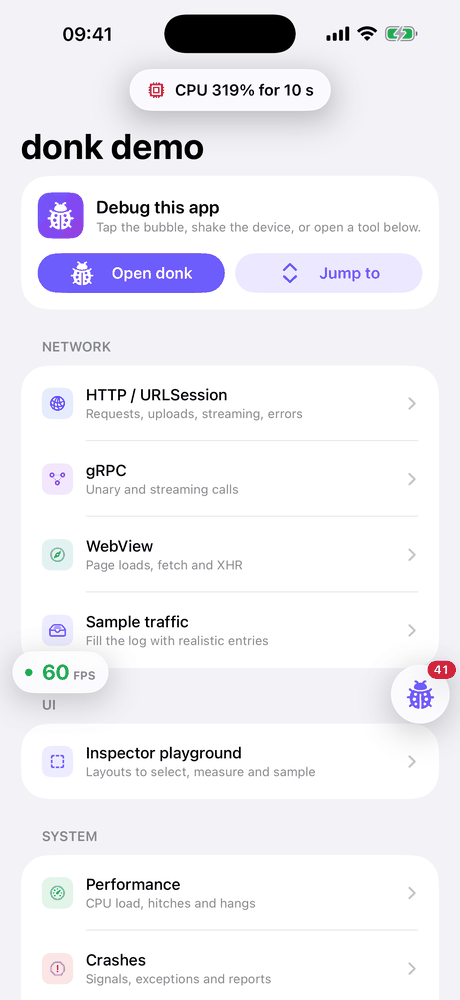 09:41
CPU 319% for 10 s
donk demo
Debug this app
Tap the bubble, shake the device, or open a tool below.
Open donk
Jump to
NETWORK
HTTP / URLSession
Requests, uploads, streaming, errors
gRPC
Unary and streaming calls
WebView
Page loads, fetch and XHR
Sample traffic
Fill the log with realistic entries
60 FPS
41
UI
Inspector playground
Layouts to select, measure and sample
SYSTEM
Performance
CPU load, hitches and hangs
Crashes
Signals, exceptions and reports